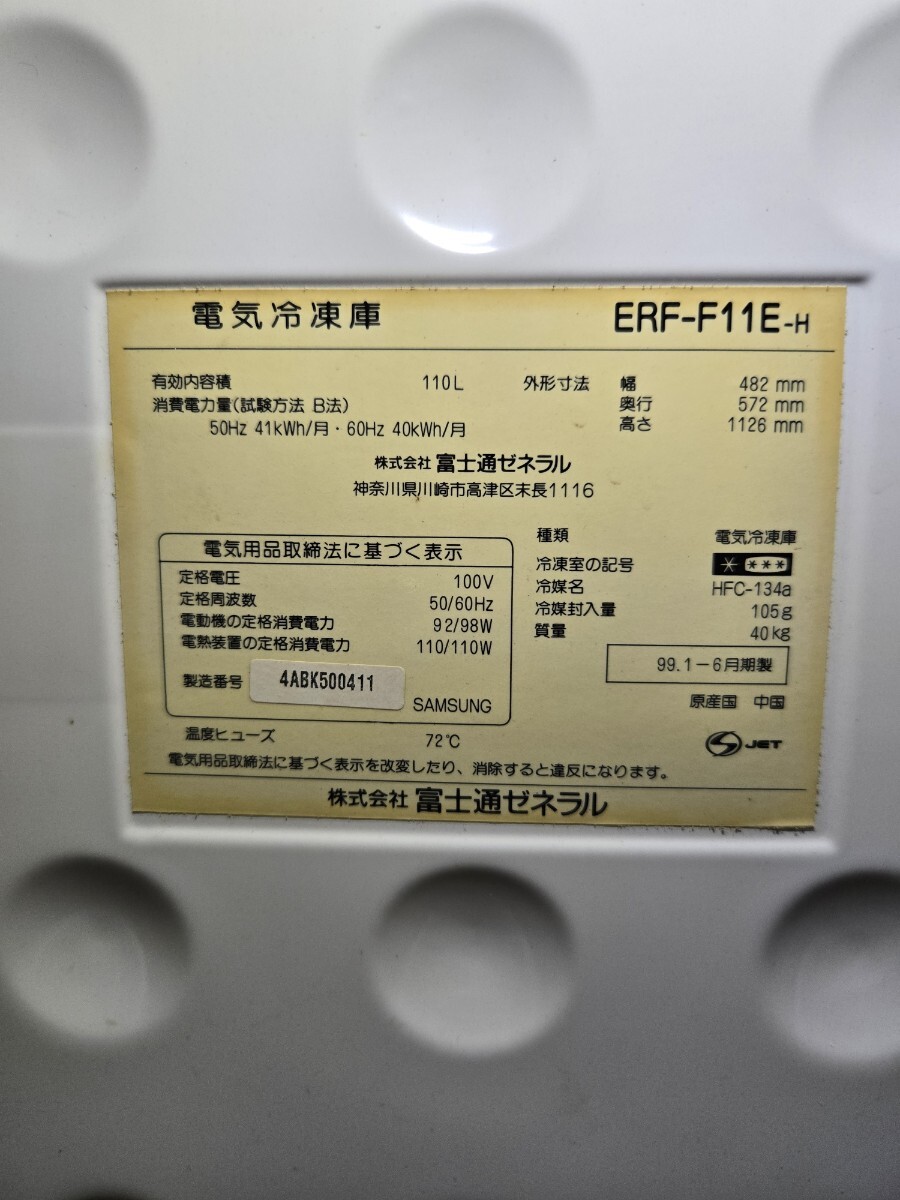 電気冷凍庫 ERF-F11E-H
有効内容積 110L
消費電力量(試験方法 B法)
50Hz 41kWh/月・60Hz 40kWh/月
外形寸法 幅 482 mm
奥行 572 mm
高さ 1126 mm
株式会社 富士通ゼネラル
神奈川県川崎市高津区末長1116
電気用品取締法に基づく表示
定格電圧 100V
定格周波数 50/60Hz
電動機の定格消費電力 92/98W
電熱装置の定格消費電力 110/110W
製造番号 4ABK500411
SAMSUNG
種類 電気冷凍庫
冷凍室の記号 * ***
冷媒名 HFC-134a
冷媒封入量 105g
質量 40kg
99.1-6月期製
原産国 中国
JET
温度ヒューズ 72℃
電気用品取締法に基づく表示を改変したり、消除すると違反になります。
株式会社 富士通ゼネラル